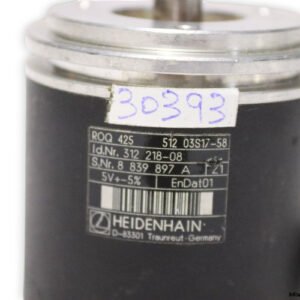 30393
ROQ 425 512 03S17-58
Id.Nr. 312 218-08
S.Nr. 8 839 897 A
5V+-5% EnDat01
HEIDENHAIN
D-83301 Traunreut · Germany